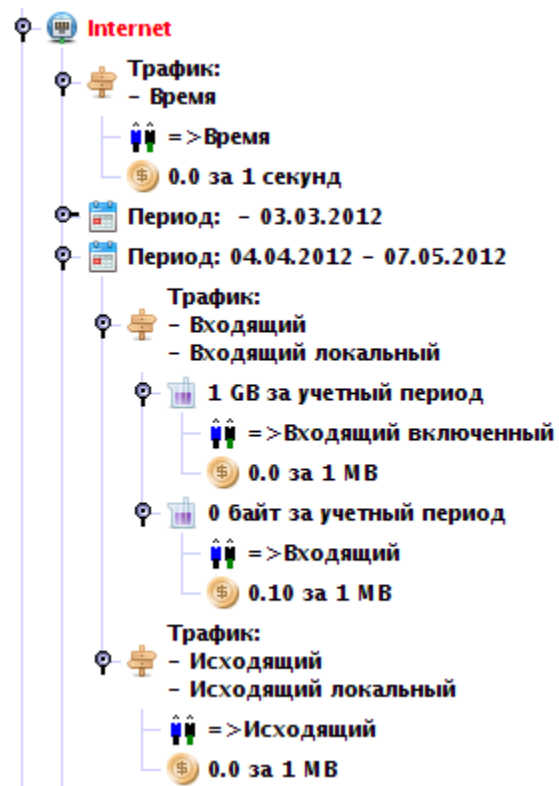 Internet
Трафик:
- Время
=>Время
0.0 за 1 секунд
Период: - 03.03.2012
Период: 04.04.2012 - 07.05.2012
Трафик:
- Входящий
- Входящий локальный
1 GB за учетный период
=>Входящий включенный
0.0 за 1 MB
0 байт за учетный период
=>Входящий
0.10 за 1 MB
Трафик:
- Исходящий
- Исходящий локальный
=>Исходящий
0.0 за 1 MB